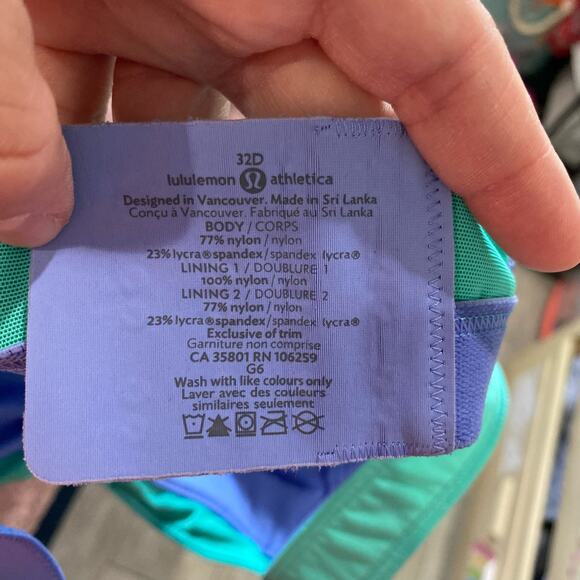 32D
lululemon athletica
Designed in Vancouver. Made in Sri Lanka
Conçu à Vancouver. Fabriqué au Sri Lanka
BODY / CORPS
77% nylon / nylon
23% lycra® spandex / spandex lycra®
LINING 1 / DOUBLURE 1
100% nylon / nylon
LINING 2 / DOUBLURE 2
77% nylon / nylon
23% lycra® spandex / spandex lycra®
Exclusive of trim
Garniture non comprise
CA 35801 RN 106259
G6
Wash with like colours only
Laver avec des couleurs
similaires seulement